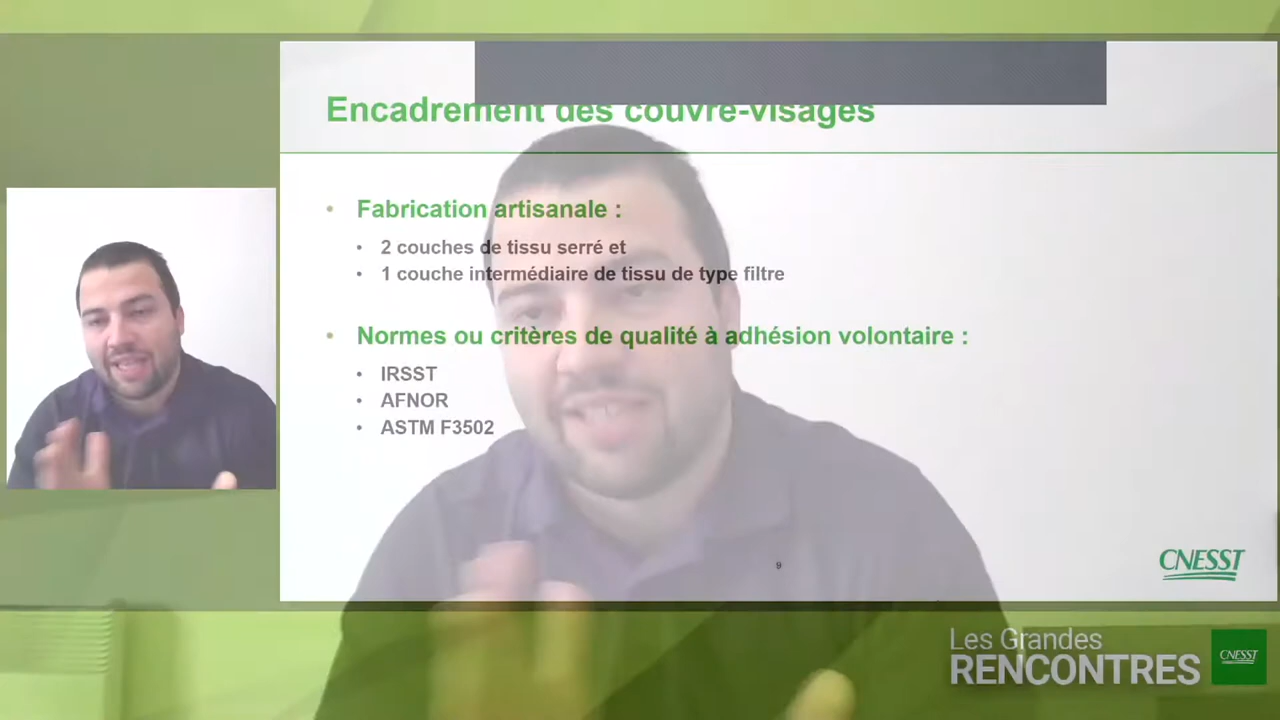 Encadrement des couvre-visages
• Fabrication artisanale :
• 2 couches de tissu serré et
• 1 couche intermédiaire de tissu de type filtre
• Normes ou critères de qualité à adhésion volontaire :
• IRSST
• AFNOR
• ASTM F3502
9
CNESST
Les Grandes
RENCONTRES
CNESST